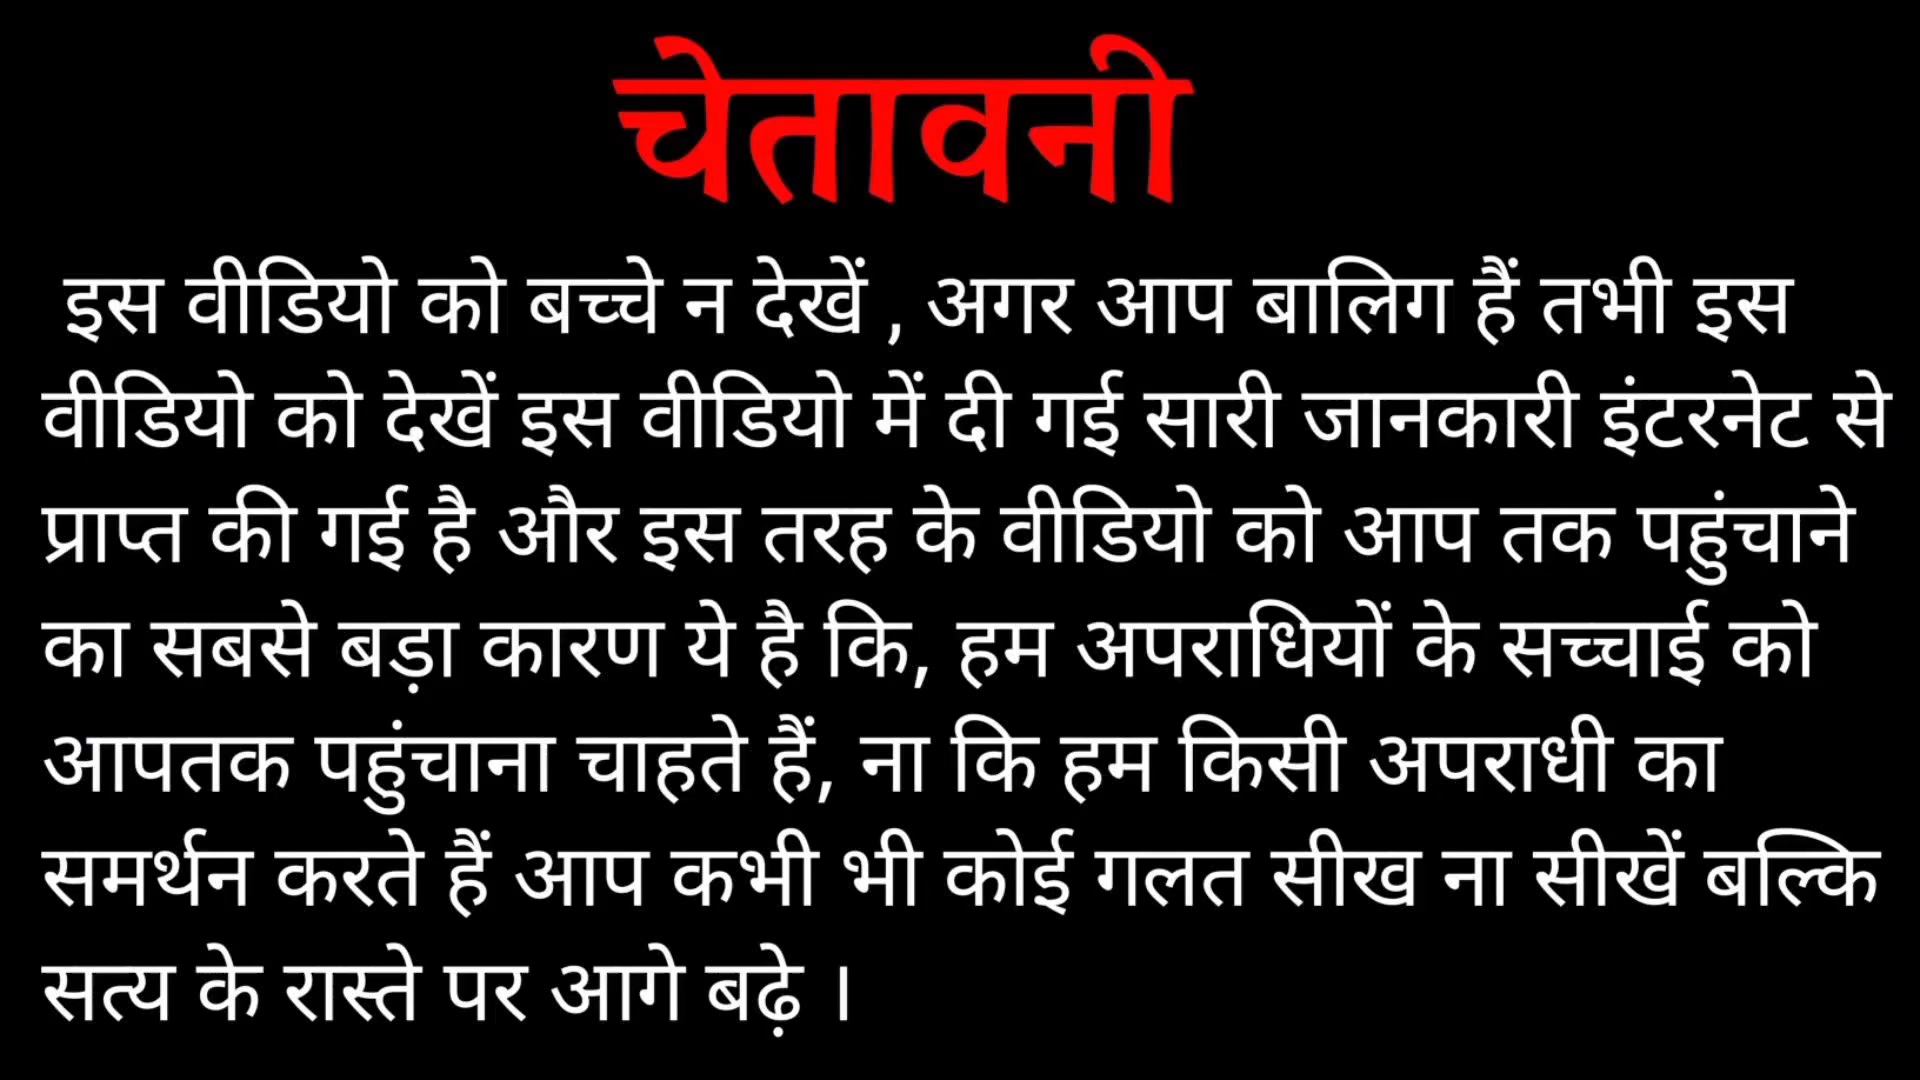 चेतावनी
इस वीडियो को बच्चे न देखें , अगर आप बालिग हैं तभी इस
वीडियो को देखें इस वीडियो में दी गई सारी जानकारी इंटरनेट से
प्राप्त की गई है और इस तरह के वीडियो को आप तक पहुंचाने
का सबसे बड़ा कारण ये है कि, हम अपराधियों के सच्चाई को
आपतक पहुंचाना चाहते हैं, ना कि हम किसी अपराधी का
समर्थन करते हैं आप कभी भी कोई गलत सीख ना सीखें बल्कि
सत्य के रास्ते पर आगे बढ़े ।